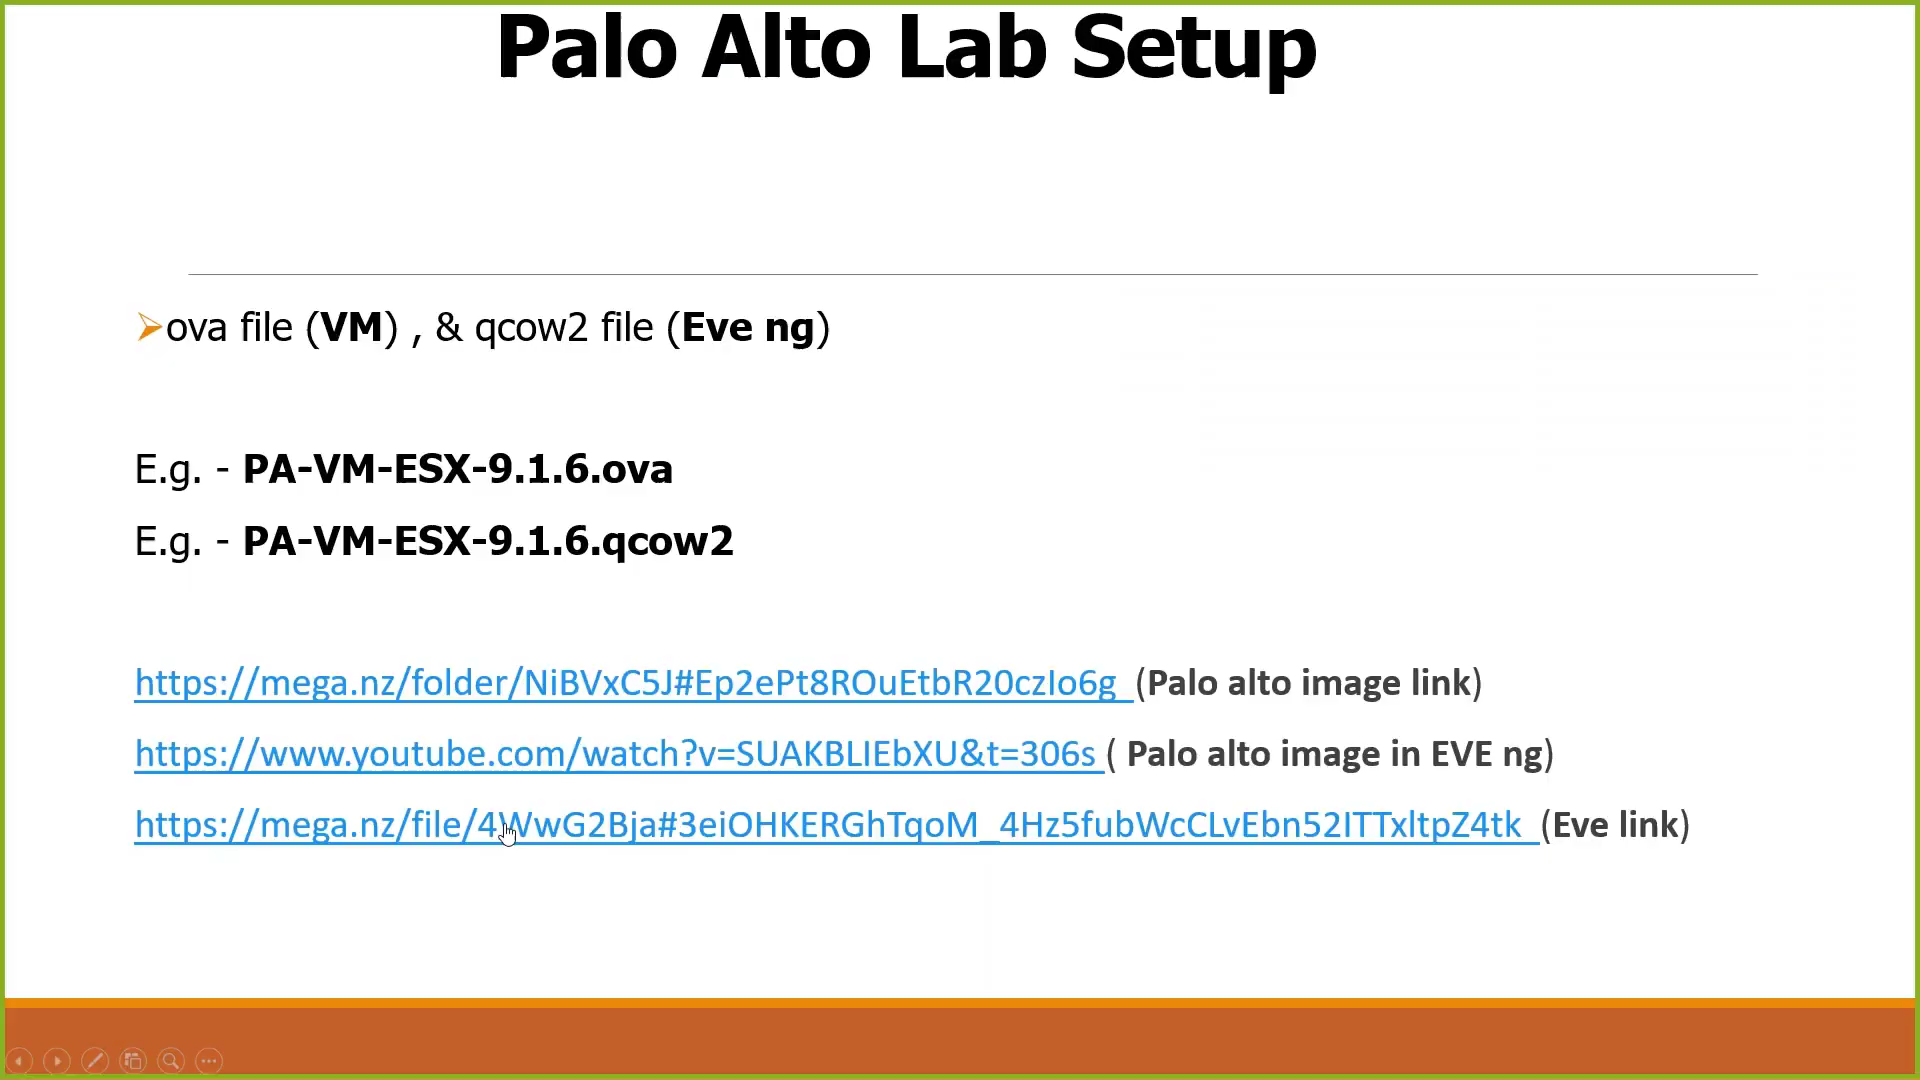 Palo Alto Lab Setup
ova file (VM) , & qcow2 file (Eve ng)
E.g. - PA-VM-ESX-9.1.6.ova
E.g. - PA-VM-ESX-9.1.6.qcow2
https://mega.nz/folder/NiBVxC5J#Ep2ePt8ROuEtbR20czIo6g (Palo alto image link)
https://www.youtube.com/watch?v=SUAKBLIEbXU&t=306s ( Palo alto image in EVE ng)
https://mega.nz/file/4WwG2Bja#3eiOHKERGhTqoM_4Hz5fubWcCLvEbn52ITTxltpZ4tk (Eve link)